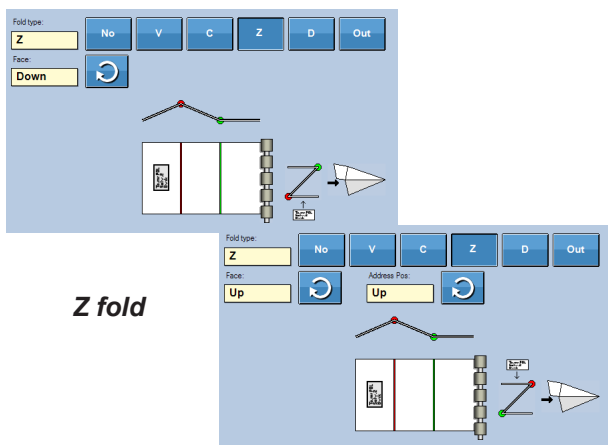 Fold type:
Z
No
V
C
Z
D
Out
Face:
Down
Fold type:
Z
No
V
C
Z
D
Out
Face:
Up
Address Pos:
Up
Z fold